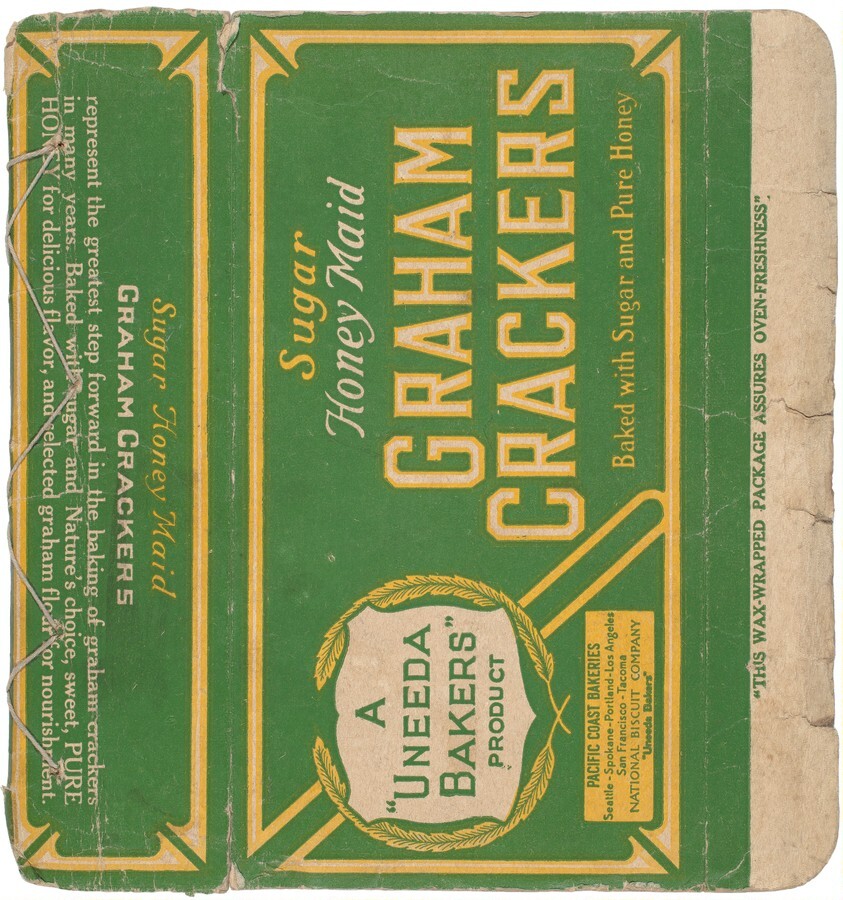 Sugar Honey Maid
GRAHAM CRACKERS
represent the greatest step forward in the baking of graham crackers
in many years. Baked with sugar and Nature's choice, sweet, PURE
HONEY for delicious flavor, and selected graham flour for nourishment.
Sugar
Honey Maid
GRAHAM
CRACKERS
Baked with Sugar and Pure Honey
A
"UNEEDA
BAKERS"
PRODUCT
PACIFIC COAST BAKERIES
Seattle-Spokane-Portland-Los Angeles
San Francisco-Tacoma
NATIONAL BISCUIT COMPANY
"Uneeda Bakers"
"THIS WAX-WRAPPED PACKAGE ASSURES OVEN-FRESHNESS"